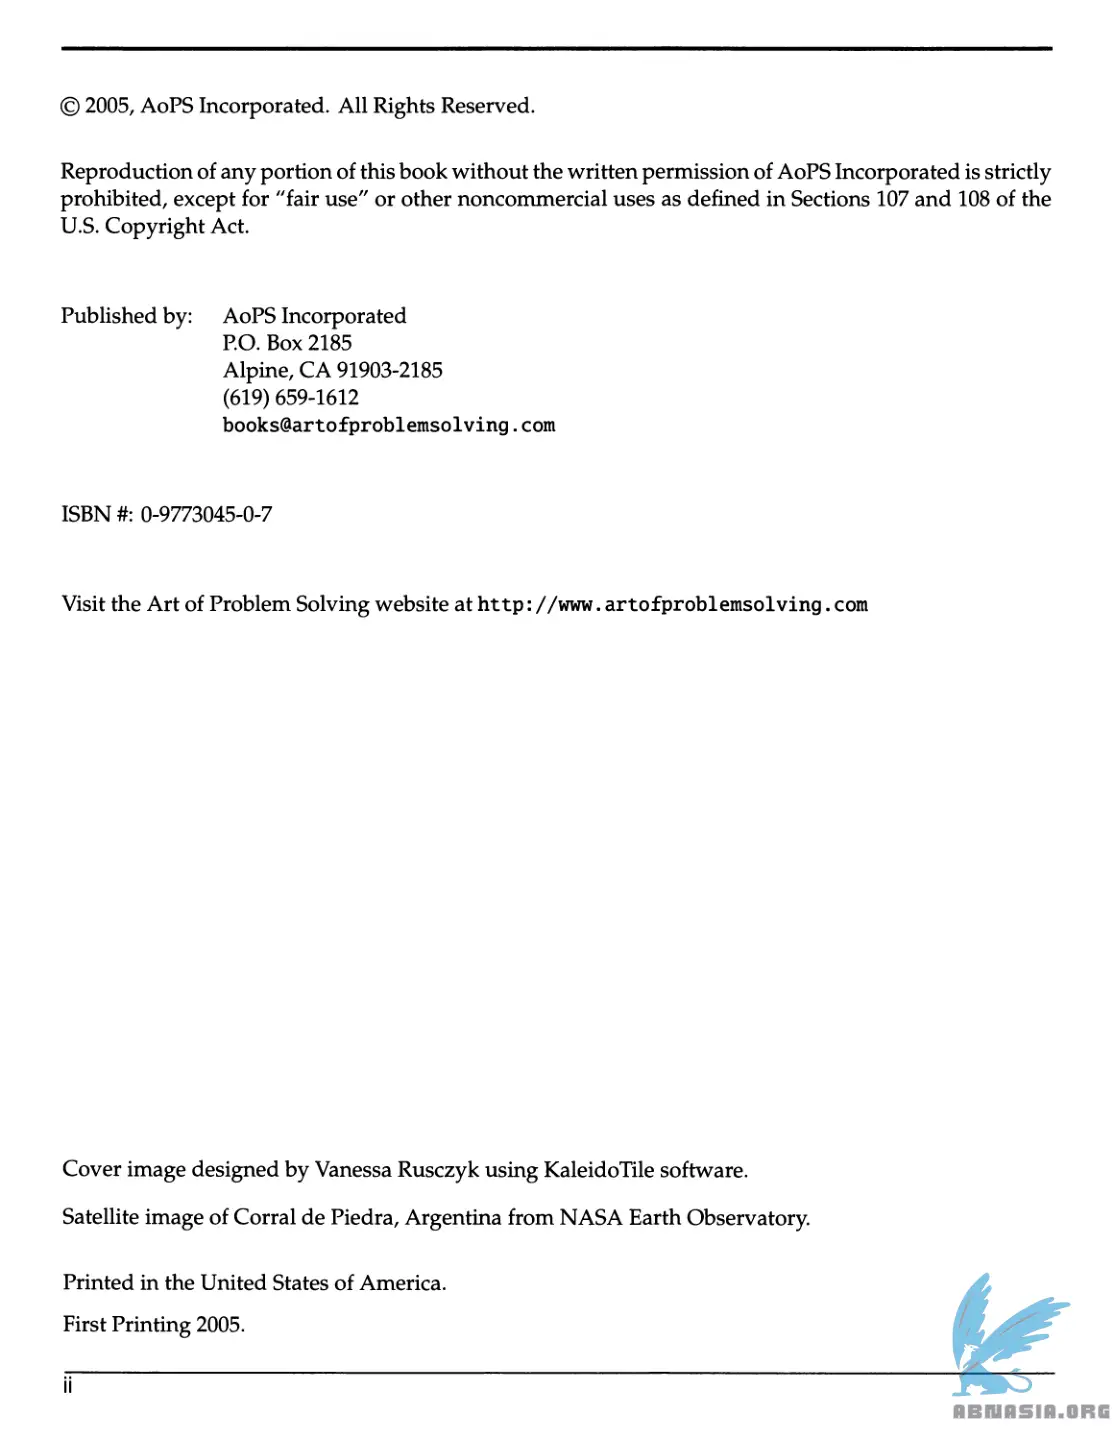 © 2005, AoPS Incorporated. All Rights Reserved.
Reproduction of any portion of this book without the written permission of AoPS Incorporated is strictly
prohibited, except for "fair use" or other noncommercial uses as defined in Sections 107 and 108 of the
U.S. Copyright Act.
Published by: AoPS Incorporated
P.O. Box 2185
Alpine, CA 91903-2185
(619) 659-1612
books@artofproblemsolving.com
ISBN #: 0-9773045-0-7
Visit the Art of Problem Solving website at http://www.artofproblemsolving.com
Cover image designed by Vanessa Rusczyk using KaleidoTile software.
Satellite image of Corral de Piedra, Argentina from NASA Earth Observatory.
Printed in the United States of America.
First Printing 2005.
ii
ABNASIA.ORG